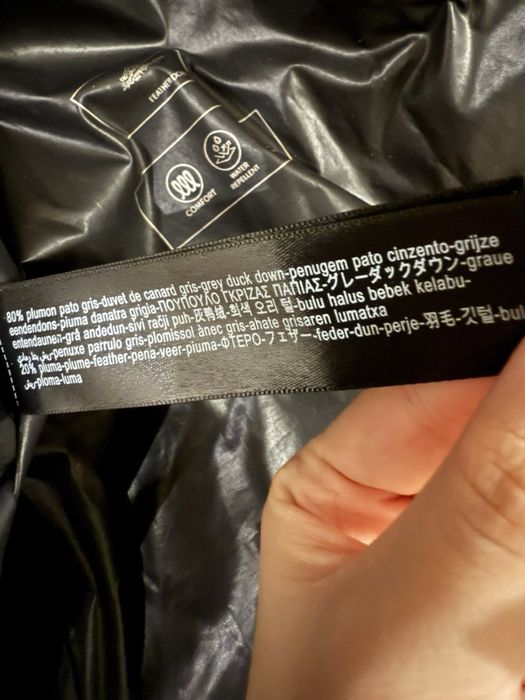 FEATHER DO
COMFORT
WATER
REPELLENT
80% plumon pato gris-duvet de canard gris-grey duck down-penugem pato cinzento-grijze
eendendons-piuma danatra grigia-ΠΟΥΠΟΥΛΟ ΓΚΡΙΖΑΣ ΠΑΠΙΑΣ-グレーダックダウン-graue
entendaunen-grå andedun-sivi račji puh-灰鸭绒-회색 오리 털-bulu halus bebek kelabu-
-penuxe parrulo gris-plomissol ànec gris-ahate grisaren lumatxa
20% pluma-plume-feather-pena-veer-piuma-ΦΤΕΡΟ-フェザー-feder-dun-perje-羽毛-깃털-bul
ريش-ploma-luma